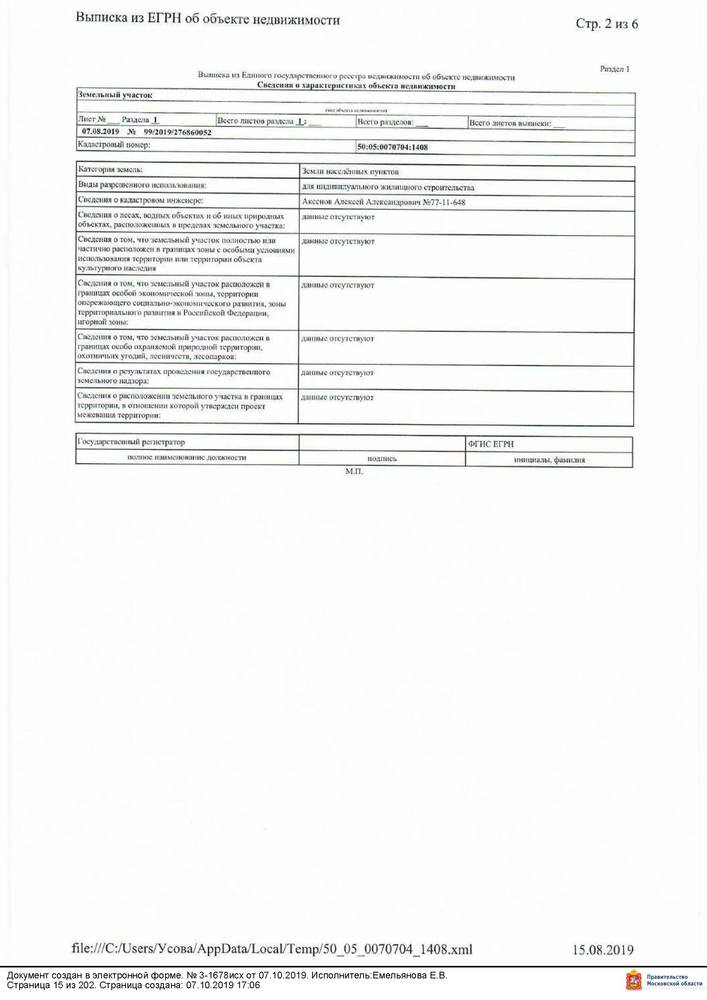 Выписка из ЕГРН об объекте недвижимости
Стр. 2 из 6
Раздел 1
Выписка из Единого государственного реестра недвижимости об объекте недвижимости
Сведения о характеристиках объекта недвижимости
Земельный участок
(вид объекта недвижимости)
Лист № ___ Раздела 1
Всего листов раздела 1 : ___
Всего разделов: ___
Всего листов выписки: ___
07.08.2019 № 99/2019/276860052
Кадастровый номер:
50:05:0070704:1408
Категория земель:
Земли населённых пунктов
Виды разрешенного использования:
для индивидуального жилищного строительства
Сведения о кадастровом инженере:
Аксенов Алексей Александрович №77-11-648
Сведения о лесах, водных объектах и об иных природных
объектах, расположенных в пределах земельного участка:
данные отсутствуют
Сведения о том, что земельный участок полностью или
частично расположен в границах зоны с особыми условиями
использования территории или территории объекта
культурного наследия
данные отсутствуют
Сведения о том, что земельный участок расположен в
границах особой экономической зоны, территории
опережающего социально-экономического развития, зоны
территориального развития в Российской Федерации,
игорной зоны:
данные отсутствуют
Сведения о том, что земельный участок расположен в
границах особо охраняемой природной территории,
охотничьих угодий, лесничеств, лесопарков:
данные отсутствуют
Сведения о результатах проведения государственного
земельного надзора:
данные отсутствуют
Сведения о расположении земельного участка в границах
территории, в отношении которой утвержден проект
межевания территории:
данные отсутствуют
Государственный регистратор
ФГИС ЕГРН
полное наименование должности
подпись
инициалы, фамилия
М.П.
file:///C:/Users/Усова/AppData/Local/Temp/50_05_0070704_1408.xml
15.08.2019
Документ создан в электронной форме. № 3-1678исх от 07.10.2019. Исполнитель:Емельянова Е.В.
Страница 15 из 202. Страница создана: 07.10.2019 17:06
Правительство
Московской области